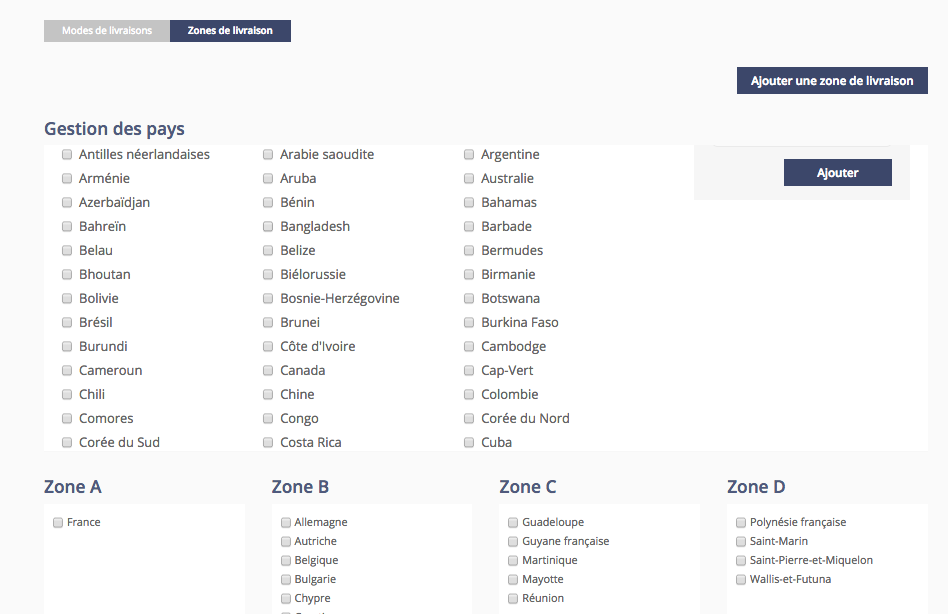 Modes de livraisons Zones de livraison
Ajouter une zone de livraison
Gestion des pays
Antilles néerlandaises Arabie saoudite Argentine
Ajouter
Arménie Aruba Australie
Azerbaïdjan Bénin Bahamas
Bahreïn Bangladesh Barbade
Belau Belize Bermudes
Bhoutan Biélorussie Birmanie
Bolivie Bosnie-Herzégovine Botswana
Brésil Brunei Burkina Faso
Burundi Côte d'Ivoire Cambodge
Cameroun Canada Cap-Vert
Chili Chine Colombie
Comores Congo Corée du Nord
Corée du Sud Costa Rica Cuba
Zone A Zone B Zone C Zone D
France Allemagne Guadeloupe Polynésie française
Autriche Guyane française Saint-Marin
Belgique Martinique Saint-Pierre-et-Miquelon
Bulgarie Mayotte Wallis-et-Futuna
Chypre Réunion